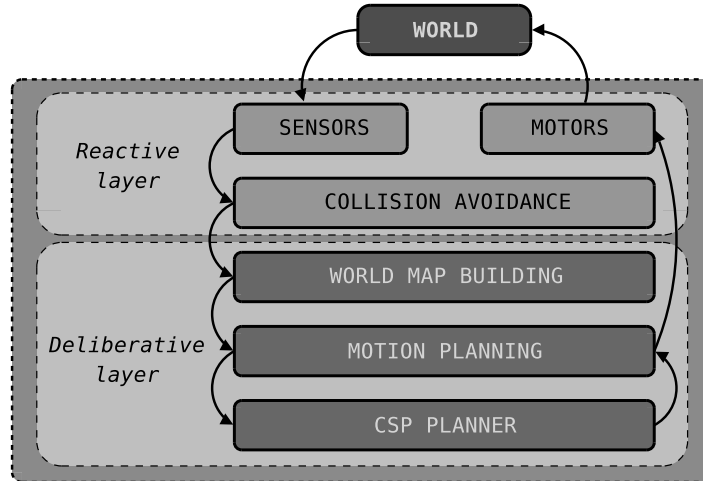 WORLD
SENSORS
MOTORS
Reactive
layer
COLLISION AVOIDANCE
WORLD MAP BUILDING
Deliberative
layer
MOTION PLANNING
CSP PLANNER